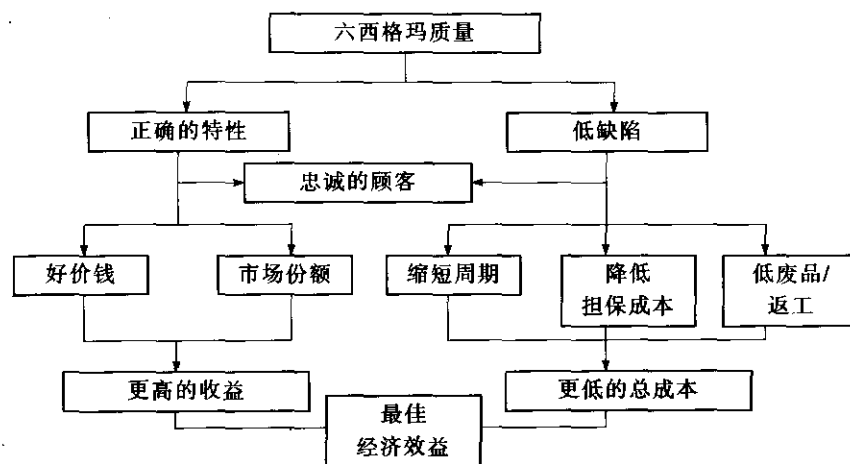 六西格玛质量
正确的特性
低缺陷
忠诚的顾客
好价钱
市场份额
缩短周期
降低
担保成本
低废品/
返工
更高的收益
更低的总成本
最佳
经济效益